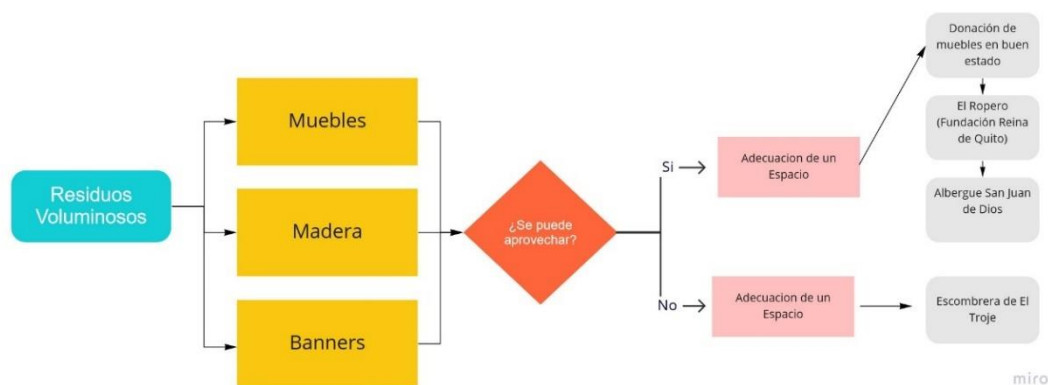 Residuos
Voluminosos
Muebles
Madera
Banners
¿Se puede
aprovechar?
Si
No
Adecuacion de un
Espacio
Adecuacion de un
Espacio
Donación de
muebles en buen
estado
El Ropero
(Fundación Reina
de Quito)
Albergue San Juan
de Dios
Escombrera de El
Troje
miro